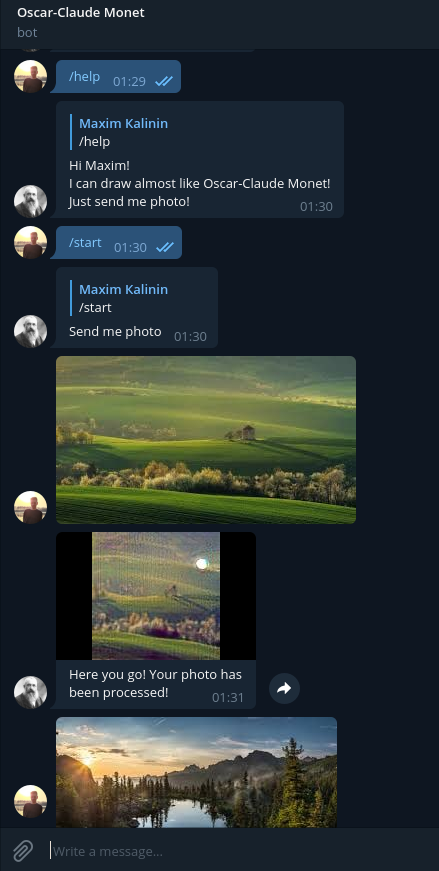 Oscar-Claude Monet
bot
/help 01:29
Maxim Kalinin
/help
Hi Maxim!
I can draw almost like Oscar-Claude Monet!
Just send me photo!
01:30
/start 01:30
Maxim Kalinin
/start
Send me photo 01:30
Here you go! Your photo has
been processed!
01:31
Write a message...